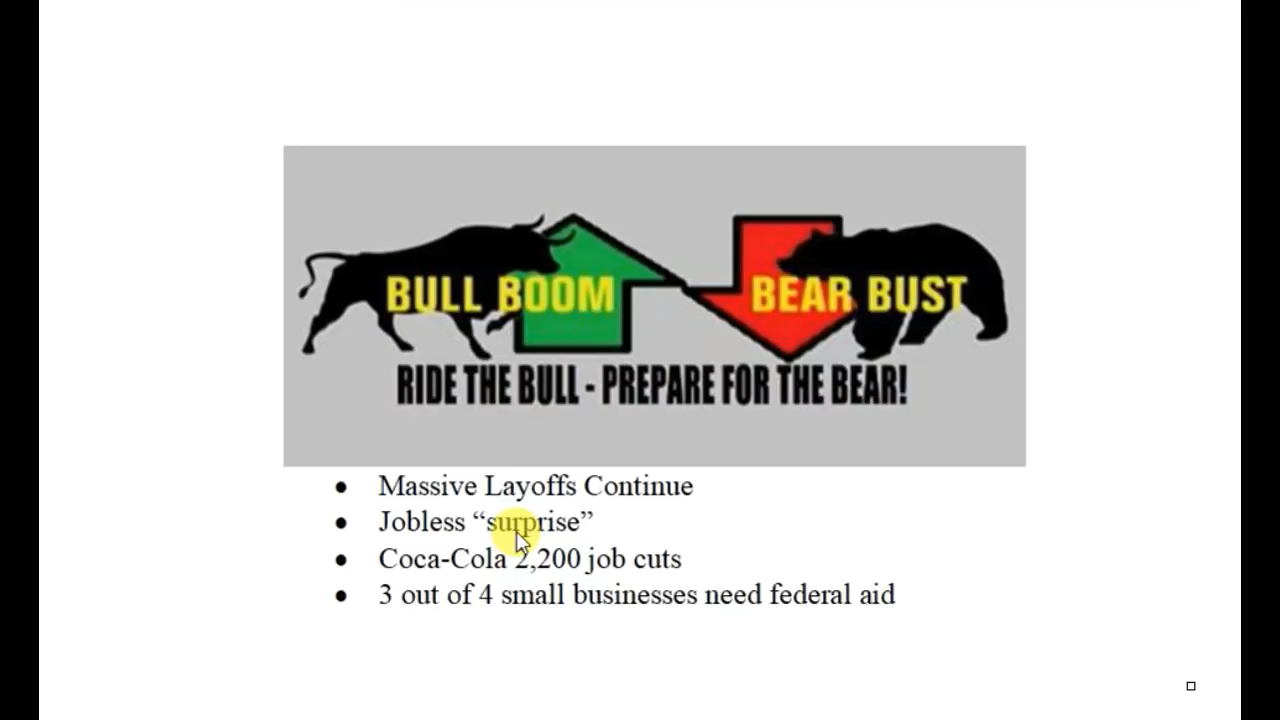 BULL BOOM
BEAR BUST
RIDE THE BULL - PREPARE FOR THE BEAR!
• Massive Layoffs Continue
• Jobless “surprise”
• Coca-Cola 2,200 job cuts
• 3 out of 4 small businesses need federal aid